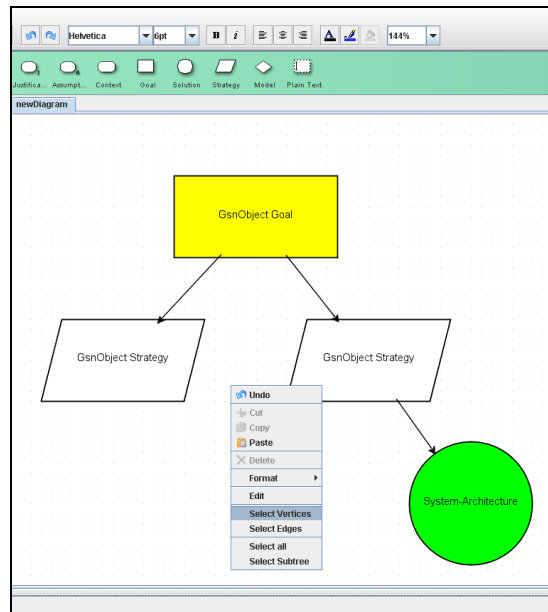 Helvetica 6pt B i A 144%
Justifica... Assumpt... Context Goal Solution Strategy Model Plain Text
newDiagram
GsnObject Goal
GsnObject Strategy GsnObject Strategy
Undo
Cut
Copy
Paste
Delete
Format
Edit
Select Vertices
Select Edges
Select all
Select Subtree
System-Architecture